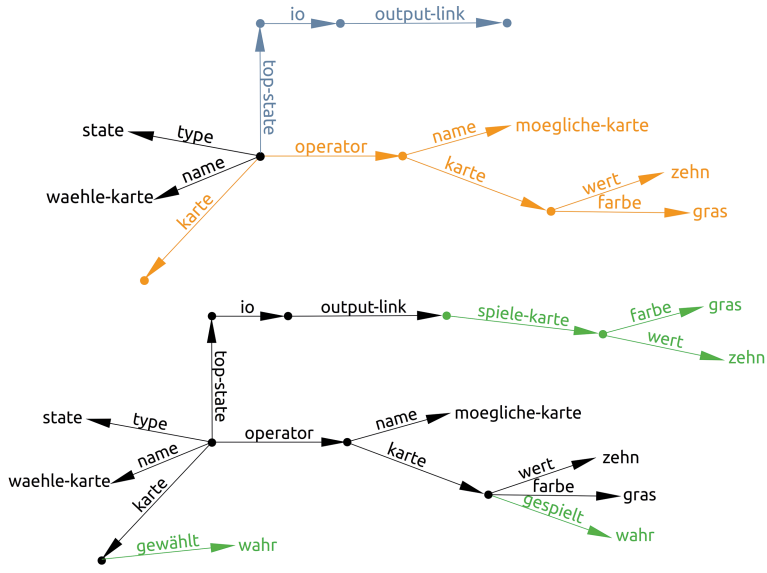 io output-link
top-state
state type
operator
name moegliche-karte
name
waehle-karte
karte
karte
wert zehn
farbe gras
io output-link spiele-karte
farbe gras
wert zehn
top-state
state type
operator
name moegliche-karte
name
waehle-karte
karte
karte
wert zehn
farbe gras
gespielt wahr
gewählt wahr